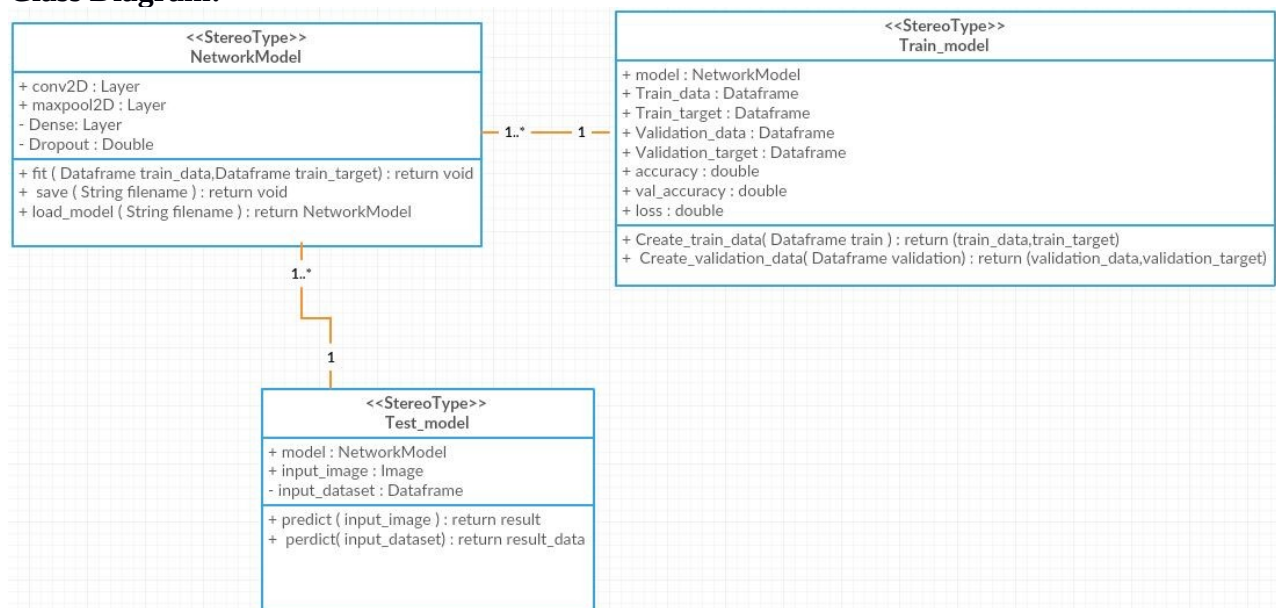 Class Diagram:
<<StereoType>>
NetworkModel
+ conv2D : Layer
+ maxpool2D : Layer
- Dense: Layer
- Dropout : Double
+ fit ( Dataframe train_data,Dataframe train_target) : return void
+ save ( String filename ) : return void
+ load_model ( String filename ) : return NetworkModel
1..*
1
<<StereoType>>
Train_model
+ model : NetworkModel
+ Train_data : Dataframe
+ Train_target : Dataframe
+ Validation_data : Dataframe
+ Validation_target : Dataframe
+ accuracy : double
+ val_accuracy : double
+ loss : double
+ Create_train_data( Dataframe train ) : return (train_data,train_target)
+ Create_validation_data( Dataframe validation) : return (validation_data,validation_target)
1..*
1
<<StereoType>>
Test_model
+ model : NetworkModel
+ input_image : Image
- input_dataset : Dataframe
+ predict ( input_image ) : return result
+ perdict( input_dataset) : return result_data